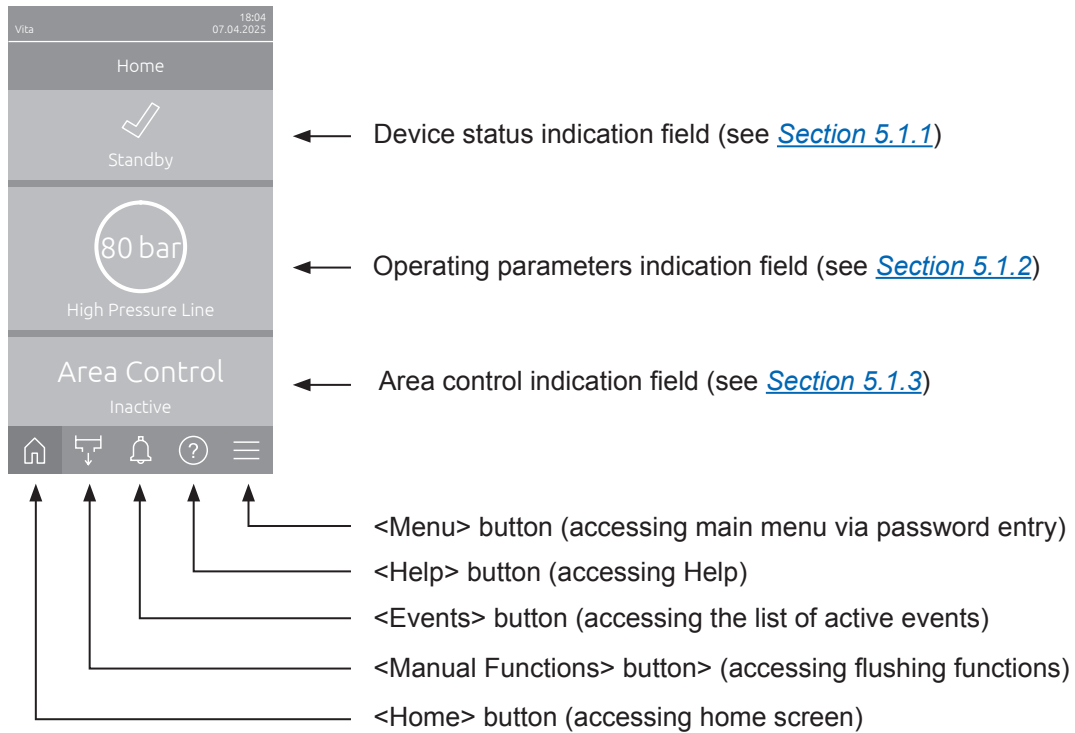 18:04
Vita 07.04.2025
Home
Standby
Device status indication field (see Section 5.1.1)
80 bar
High Pressure Line
Operating parameters indication field (see Section 5.1.2)
Area Control
Inactive
Area control indication field (see Section 5.1.3)
?
<Menu> button (accessing main menu via password entry)
<Help> button (accessing Help)
<Events> button (accessing the list of active events)
<Manual Functions> button> (accessing flushing functions)
<Home> button (accessing home screen)